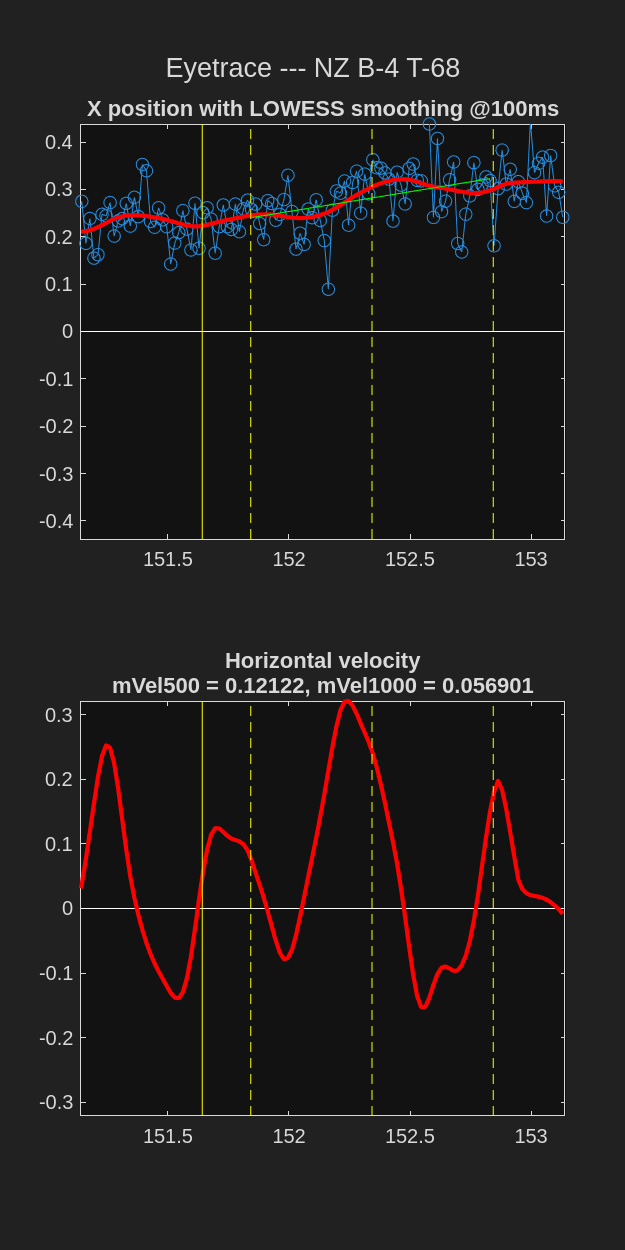 Eyetrace --- NZ B-4 T-68
X position with LOWESS smoothing @100ms
0.4
0.3
0.2
0.1
0
-0.1
-0.2
-0.3
-0.4
151.5 152 152.5 153
Horizontal velocity
mVel500 = 0.12122, mVel1000 = 0.056901
0.3
0.2
0.1
0
-0.1
-0.2
-0.3
151.5 152 152.5 153